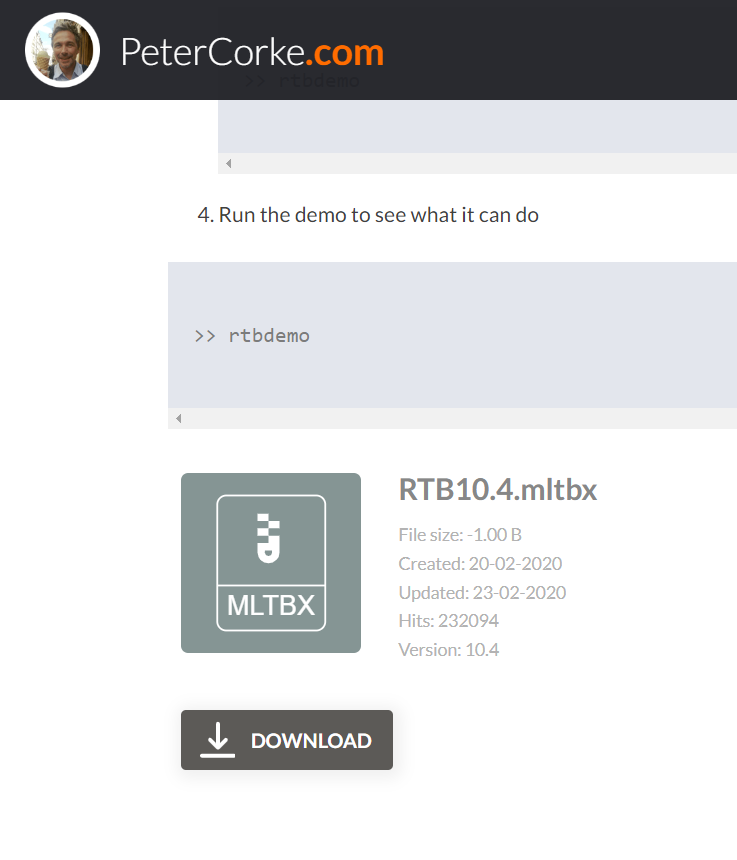 PeterCorke.com
>> rtbdemo
4. Run the demo to see what it can do
>> rtbdemo
RTB10.4.mltbx
File size: -1.00 B
Created: 20-02-2020
Updated: 23-02-2020
Hits: 232094
Version: 10.4
MLTBX
DOWNLOAD